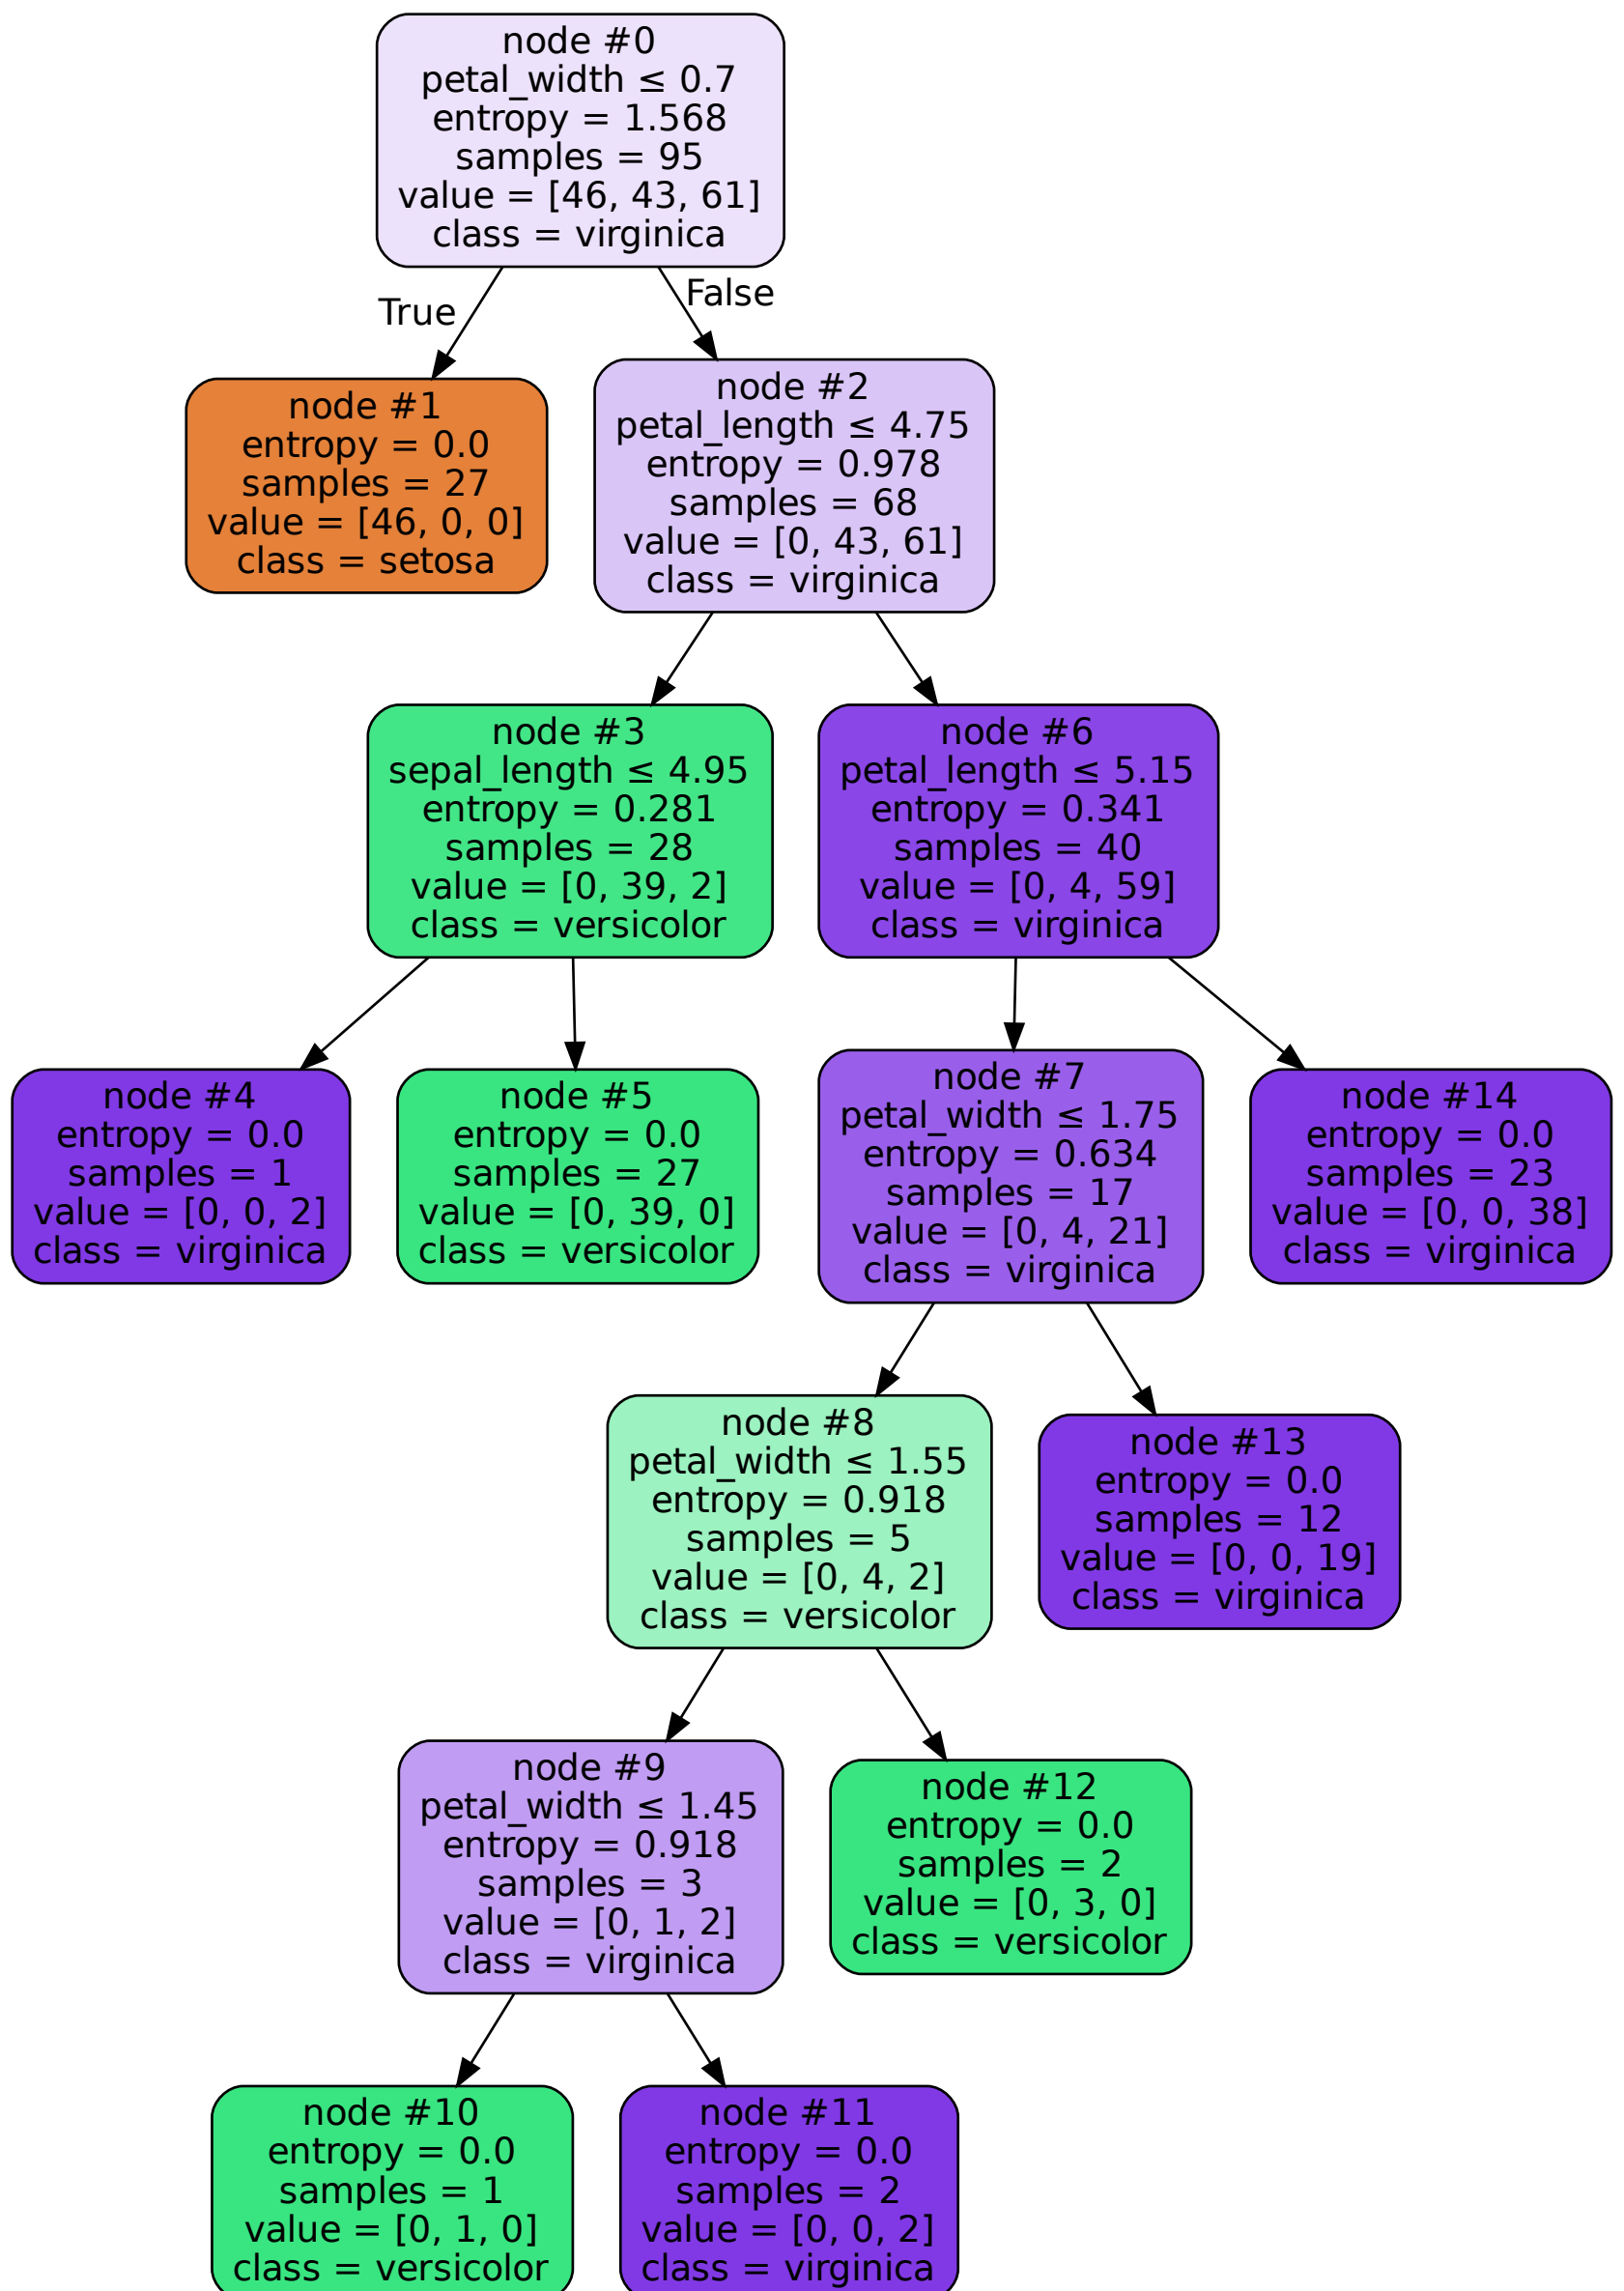 node #0
petal_width ≤ 0.7
entropy = 1.568
samples = 95
value = [46, 43, 61]
class = virginica
True
False
node #1
entropy = 0.0
samples = 27
value = [46, 0, 0]
class = setosa
node #2
petal_length ≤ 4.75
entropy = 0.978
samples = 68
value = [0, 43, 61]
class = virginica
node #3
sepal_length ≤ 4.95
entropy = 0.281
samples = 28
value = [0, 39, 2]
class = versicolor
node #6
petal_length ≤ 5.15
entropy = 0.341
samples = 40
value = [0, 4, 59]
class = virginica
node #4
entropy = 0.0
samples = 1
value = [0, 0, 2]
class = virginica
node #5
entropy = 0.0
samples = 27
value = [0, 39, 0]
class = versicolor
node #7
petal_width ≤ 1.75
entropy = 0.634
samples = 17
value = [0, 4, 21]
class = virginica
node #14
entropy = 0.0
samples = 23
value = [0, 0, 38]
class = virginica
node #8
petal_width ≤ 1.55
entropy = 0.918
samples = 5
value = [0, 4, 2]
class = versicolor
node #13
entropy = 0.0
samples = 12
value = [0, 0, 19]
class = virginica
node #9
petal_width ≤ 1.45
entropy = 0.918
samples = 3
value = [0, 1, 2]
class = virginica
node #12
entropy = 0.0
samples = 2
value = [0, 3, 0]
class = versicolor
node #10
entropy = 0.0
samples = 1
value = [0, 1, 0]
class = versicolor
node #11
entropy = 0.0
samples = 2
value = [0, 0, 2]
class = virginica